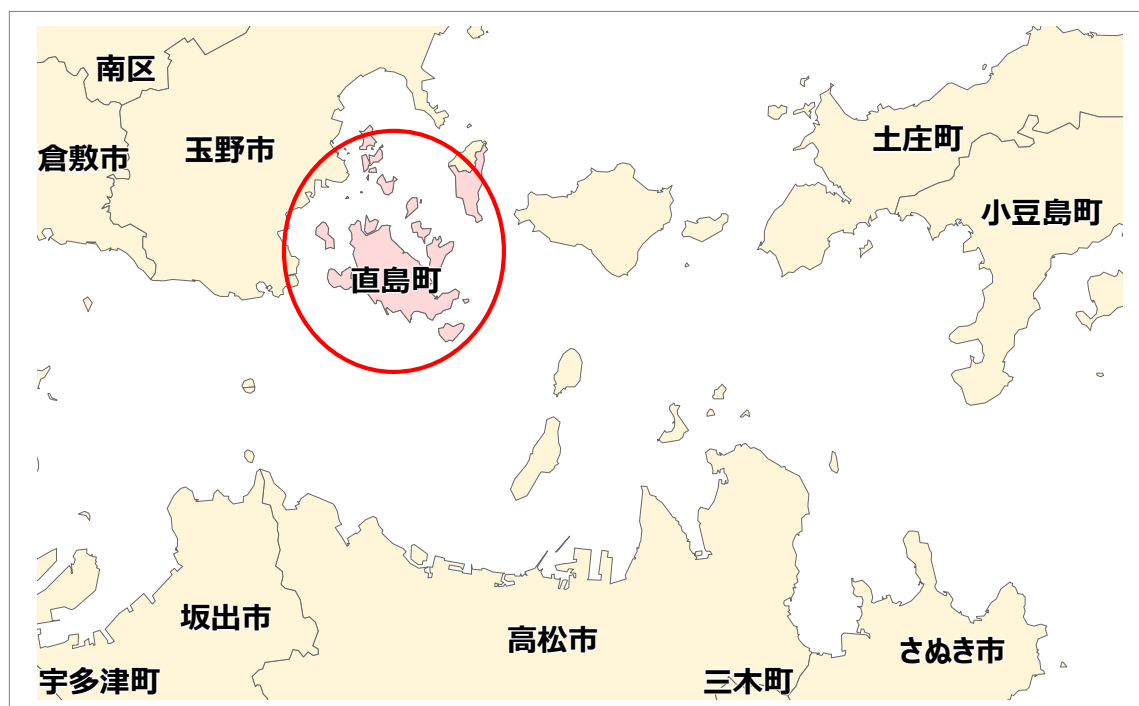 南区
玉野市
倉敷市
土庄町
小豆島町
直島町
坂出市
高松市
さぬき市
宇多津町
三木町